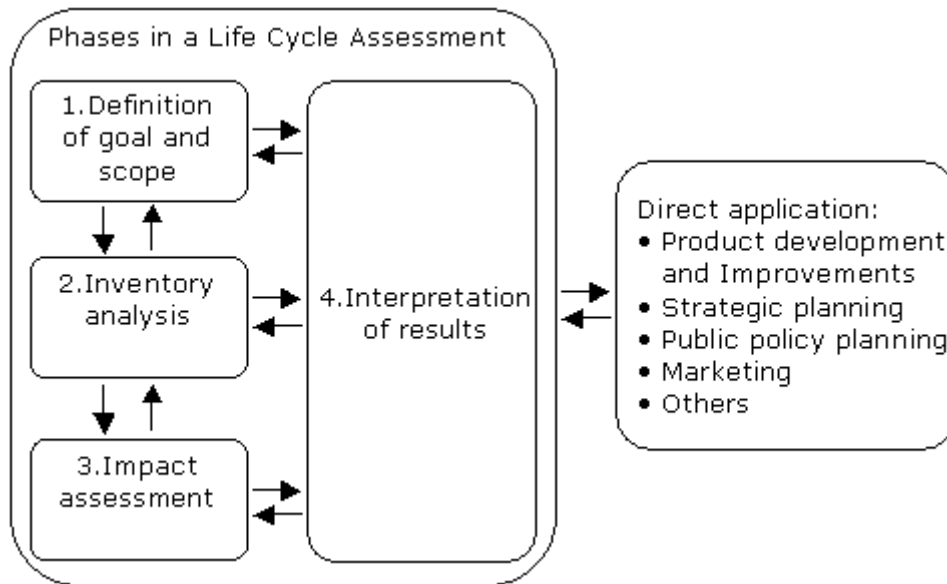 Phases in a Life Cycle Assessment
1.Definition
of goal and
scope
2.Inventory
analysis
3.Impact
assessment
4.Interpretation
of results
Direct application:
• Product development
and Improvements
• Strategic planning
• Public policy planning
• Marketing
• Others